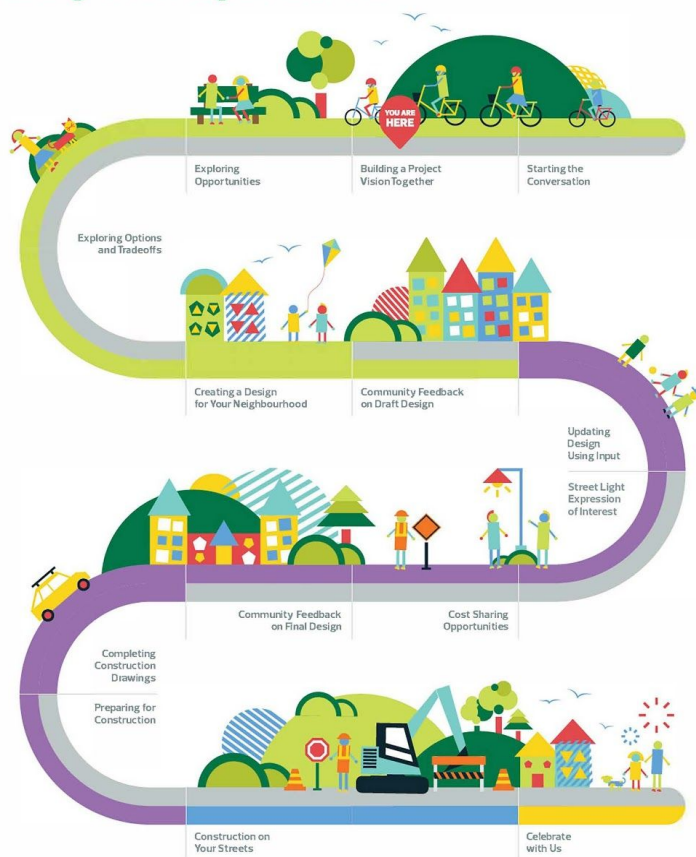 YOU ARE
HERE
Exploring
Opportunities
Building a Project
Vision Together
Starting the
Conversation
Exploring Options
and Tradeoffs
Creating a Design
for Your Neighbourhood
Community Feedback
on Draft Design
Updating
Design
Using Input
Street Light
Expression
of Interest
Community Feedback
on Final Design
Cost Sharing
Opportunities
Completing
Construction
Drawings
Preparing for
Construction
Construction on
Your Streets
Celebrate
with Us